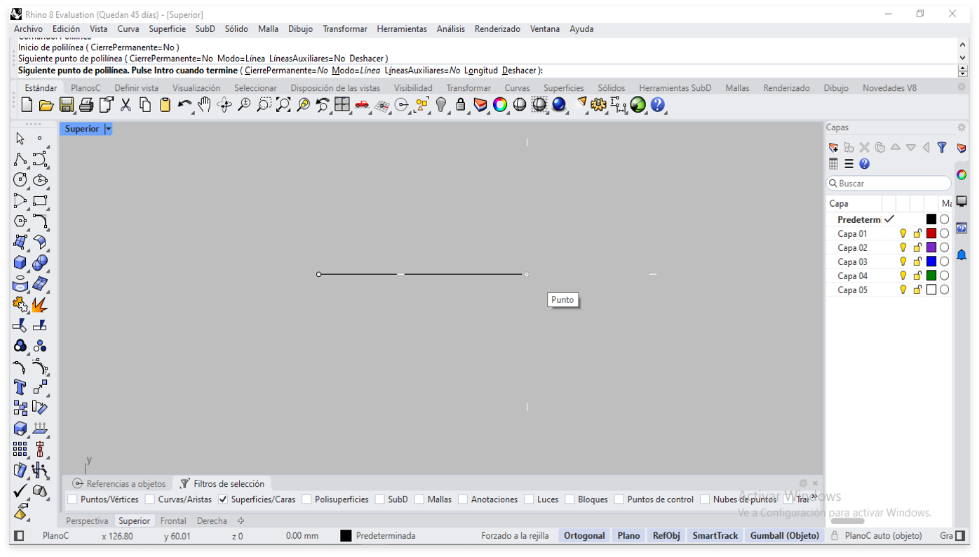 Rhino 8 Evaluation (Quedan 45 días) - [Superior]
Archivo Edición Vista Curva Superficie SubD Sólido Malla Dibujo Transformar Herramientas Análisis Renderizado Ventana Ayuda
Inicio de polilínea ( CierrePermanente=No )
Siguiente punto de polilínea ( CierrePermanente=No Modo=Línea LíneasAuxiliares=No Deshacer )
Siguiente punto de polilínea. Pulse Intro cuando termine ( CierrePermanente=No Modo=Línea LíneasAuxiliares=No Longitud Deshacer ):
Estándar PlanosC Definir vista Visualización Seleccionar Disposición de las vistas Visibilidad Transformar Curvas Superficies Sólidos Herramientas SubD Mallas Renderizado Dibujo Novedades V8
Superior
Capas
Buscar
Capa
Predeterm
Capa 01
Capa 02
Capa 03
Capa 04
Capa 05
Punto
y
Referencias a objetos Filtros de selección
Puntos/Vértices Curvas/Aristas Superficies/Caras Polisuperficies SubD Mallas Anotaciones Luces Bloques Puntos de control Nubes de puntos
Activar Windows
Ve a Configuración para activar Windows.
Perspectiva Superior Frontal Derecha
PlanoC x 126.80 y 60.01 z 0 0.00 mm Predeterminada Forzado a la rejilla Ortogonal Plano RefObj SmartTrack Gumball (Objeto) PlanoC auto (objeto) Gra